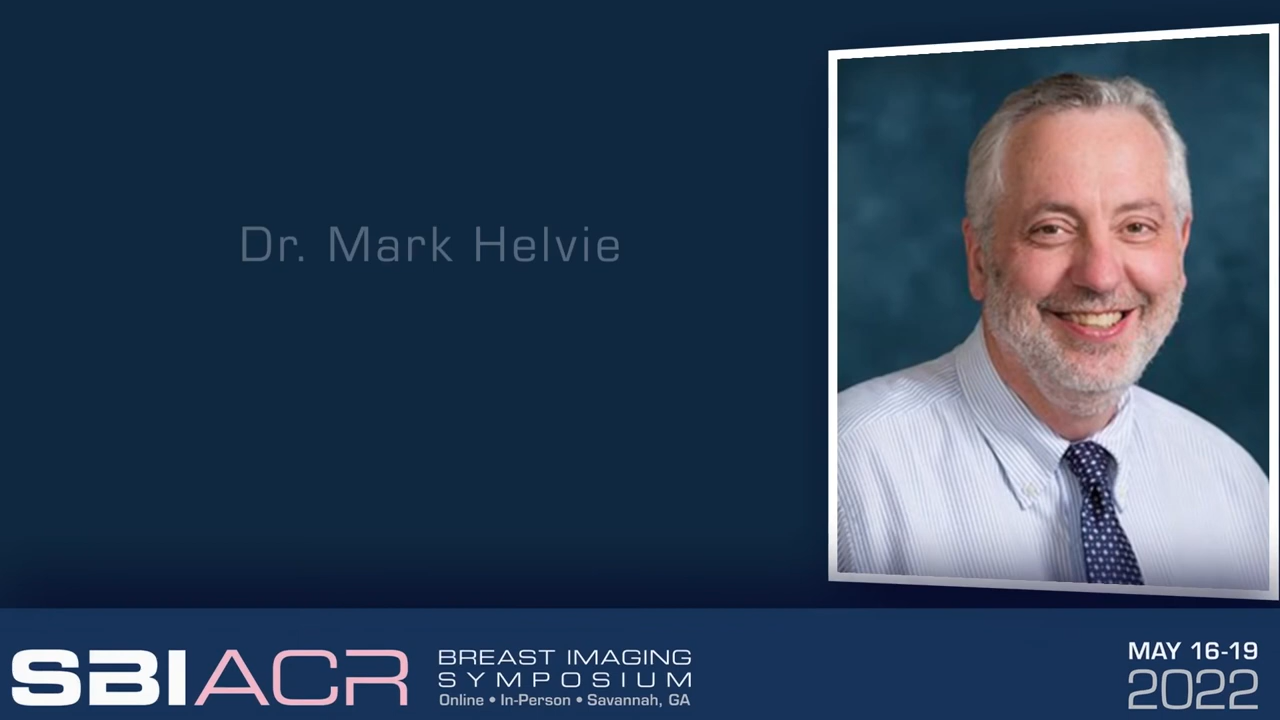 Dr. Mark Helvie
SBIACR
BREAST IMAGING
SYMPOSIUM
Online • In-Person • Savannah, GA
MAY 16-19
2022